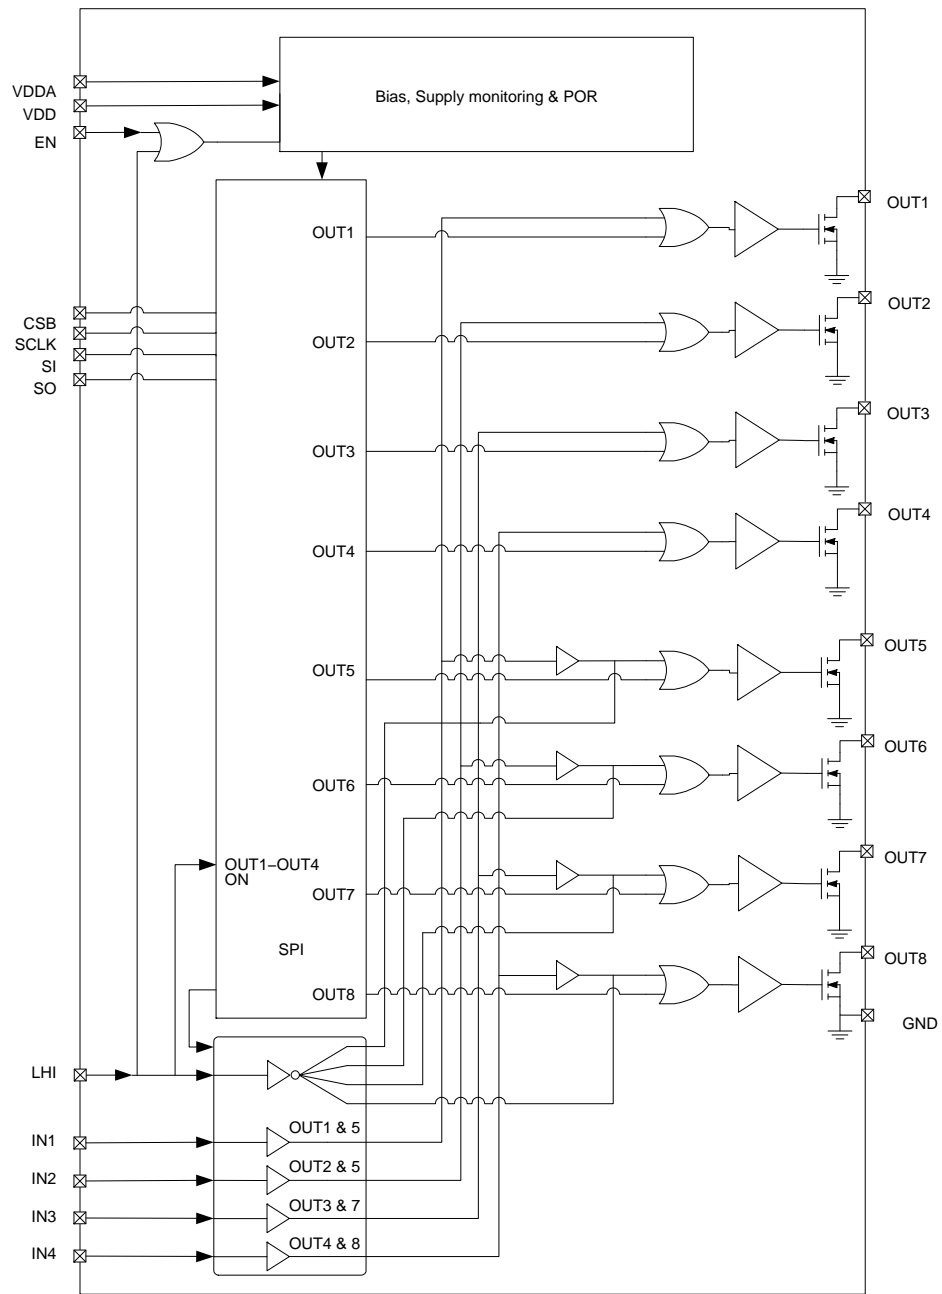 Bias, Supply monitoring & POR
VDDA
VDD
EN
CSB
SCLK
SI
SO
OUT1
OUT2
OUT3
OUT4
OUT5
OUT6
OUT1–OUT4
ON
OUT7
SPI
OUT8
OUT1
OUT2
OUT3
OUT4
OUT5
OUT6
OUT7
OUT8
GND
LHI
IN1
IN2
IN3
IN4
OUT1 & 5
OUT2 & 5
OUT3 & 7
OUT4 & 8